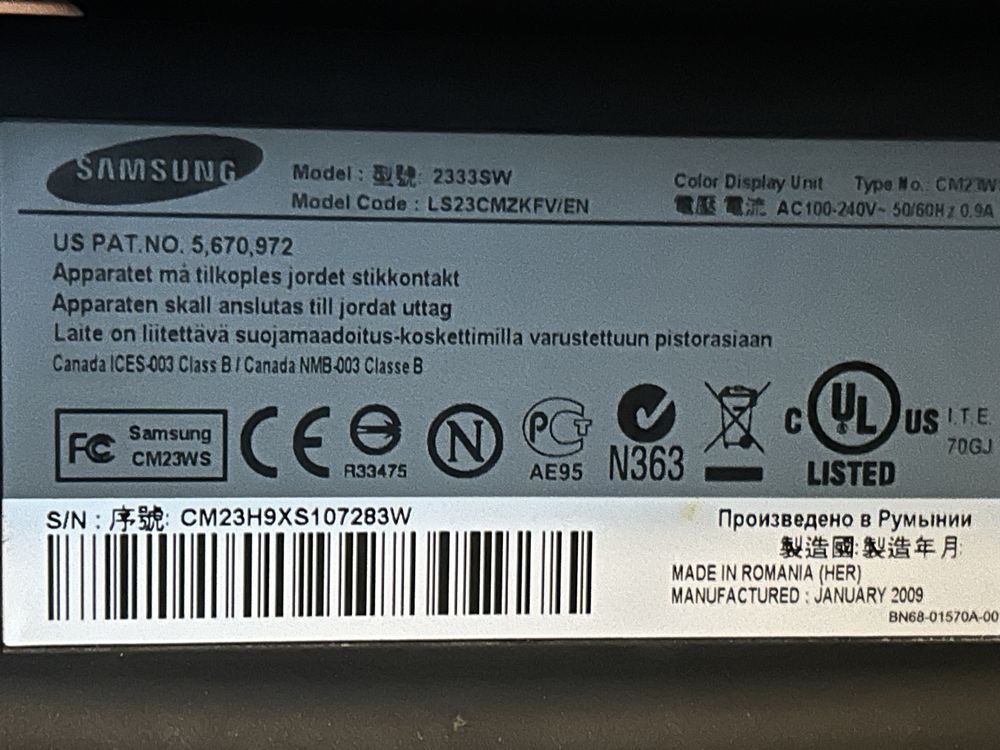 SAMSUNG
Model : 型號: 2333SW
Model Code : LS23CMZKFV/EN
Color Display Unit Type No.: CM23W
電壓 電流 AC100-240V~ 50/60Hz 0.9A
US PAT.NO. 5,670,972
Apparatet må tilkoples jordet stikkontakt
Apparaten skall anslutas till jordat uttag
Laite on liitettävä suojamaadoitus-koskettimilla varustettuun pistorasiaan
Canada ICES-003 Class B / Canada NMB-003 Classe B
FC Samsung
CM23WS
CE
R33475
N
PCT
AE95
N363
C UL US
LISTED
I.T.E.
70GJ
S/N : 序號: CM23H9XS107283W
Произведено в Румынии
製造國:製造年月:
MADE IN ROMANIA (HER)
MANUFACTURED : JANUARY 2009
BN68-01570A-00